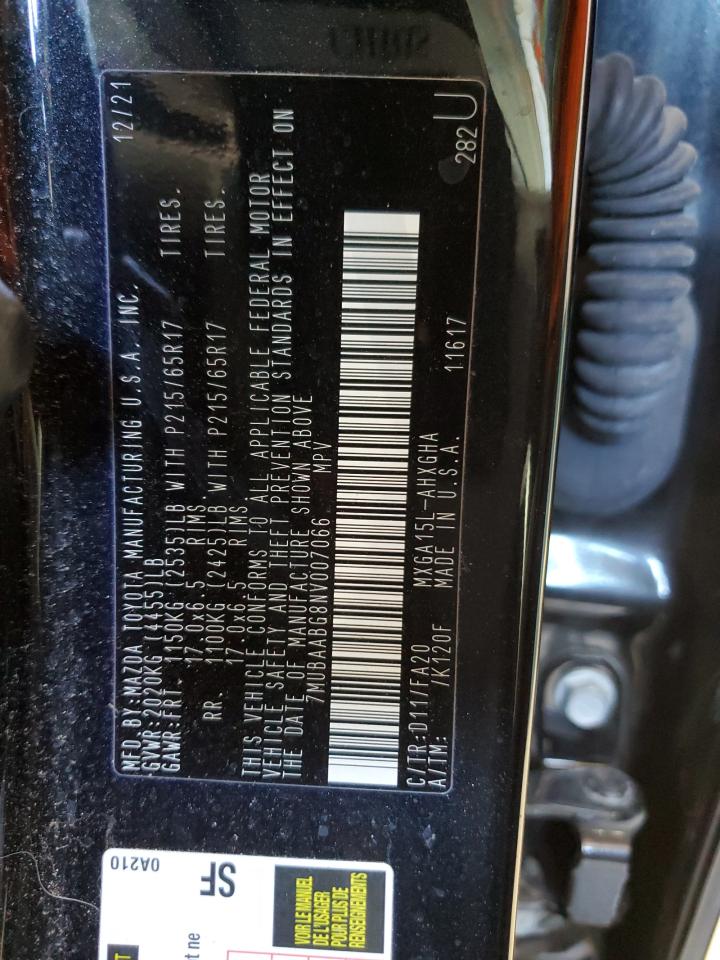 MFD.BY:MAZDA TOYOTA MANUFACTURING U.S.A. INC. 12/21
GVWR:2020KG (4455)LB
GAWR:FRT. 1150KG (2535)LB WITH P215/65R17 TIRES.
17.0X6.5 RIMS
RR. 1100KG (2425)LB WITH P215/65R17 TIRES.
17.0X6.5 RIMS
THIS VEHICLE CONFORMS TO ALL APPLICABLE FEDERAL MOTOR
VEHICLE SAFETY AND THEFT PREVENTION STANDARDS IN EFFECT ON
THE DATE OF MANUFACTURE SHOWN ABOVE
7MUBAABG8NV007066 MPV
C/TR:D11/FA20 MXGA15L-AHXGHA
A/TM: /K120F MADE IN U.S.A. 11617
282 U
0A210
SF
VOIR LE MANUEL
DE L'USAGER
POUR PLUS DE
RENSEIGNEMENTS